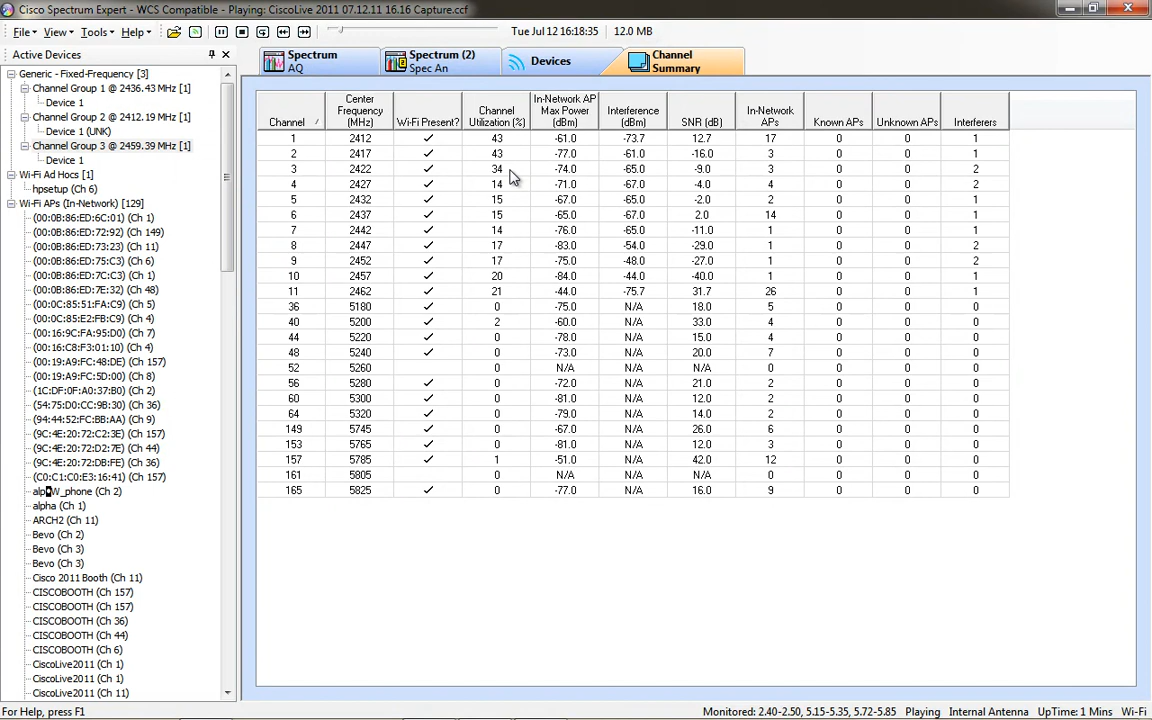 Cisco Spectrum Expert - WCS Compatible - Playing: CiscoLive 2011 07.12.11 16.16 Capture.ccf
File View Tools Help Tue Jul 12 16:18:35 12.0 MB
Active Devices
Generic - Fixed-Frequency [3]
Channel Group 1 @ 2436.43 MHz [1]
Device 1
Channel Group 2 @ 2412.19 MHz [1]
Device 1 (UNK)
Channel Group 3 @ 2459.39 MHz [1]
Device 1
Wi-Fi Ad Hocs [1]
hpsetup (Ch 6)
Wi-Fi APs (In-Network) [129]
(00:0B:86:ED:6C:01) (Ch 1)
(00:0B:86:ED:72:92) (Ch 149)
(00:0B:86:ED:73:23) (Ch 11)
(00:0B:86:ED:75:C3) (Ch 6)
(00:0B:86:ED:7C:C3) (Ch 1)
(00:0B:86:ED:7E:32) (Ch 48)
(00:0C:85:51:FA:C9) (Ch 5)
(00:0C:85:E2:FB:C9) (Ch 4)
(00:16:9C:FA:95:D0) (Ch 7)
(00:16:C8:F3:01:10) (Ch 4)
(00:19:A9:FC:48:DE) (Ch 157)
(00:19:A9:FC:5D:00) (Ch 8)
(1C:DF:0F:A0:37:B0) (Ch 2)
(54:75:D0:CC:9B:30) (Ch 36)
(94:44:52:FC:BB:AA) (Ch 9)
(9C:4E:20:72:C2:3E) (Ch 157)
(9C:4E:20:72:D2:7E) (Ch 44)
(9C:4E:20:72:DB:FE) (Ch 36)
(C0:C1:C0:E3:16:41) (Ch 157)
(Ch 2)
alpha (Ch 1)
ARCH2 (Ch 11)
Bevo (Ch 2)
Bevo (Ch 3)
Bevo (Ch 3)
Cisco 2011 Booth (Ch 11)
CISCOBOOTH (Ch 157)
CISCOBOOTH (Ch 157)
CISCOBOOTH (Ch 36)
CISCOBOOTH (Ch 44)
CISCOBOOTH (Ch 6)
CiscoLive2011 (Ch 1)
CiscoLive2011 (Ch 1)
CiscoLive2011 (Ch 11)
Spectrum
AQ
Spectrum (2)
Spec An
Devices
Channel
Summary
Channel
Center
Frequency
(MHz)
Wi-Fi Present?
Channel
Utilization (%)
In-Network AP
Max Power
(dBm)
Interference
(dBm)
SNR (dB)
In-Network
APs
Known APs
Unknown APs
Interferers
1 2412 ✓ 43 -61.0 -73.7 12.7 17 0 0 1
2 2417 ✓ 43 -77.0 -61.0 -16.0 3 0 0 1
3 2422 ✓ 34 -74.0 -65.0 -9.0 3 0 0 2
4 2427 ✓ 14 -71.0 -67.0 -4.0 4 0 0 2
5 2432 ✓ 15 -67.0 -65.0 -2.0 2 0 0 1
6 2437 ✓ 15 -65.0 -67.0 2.0 14 0 0 1
7 2442 ✓ 14 -76.0 -65.0 -11.0 1 0 0 1
8 2447 ✓ 17 -83.0 -54.0 -29.0 1 0 0 2
9 2452 ✓ 17 -75.0 -48.0 -27.0 1 0 0 2
10 2457 ✓ 20 -84.0 -44.0 -40.0 1 0 0 1
11 2462 ✓ 21 -44.0 -75.7 31.7 26 0 0 1
36 5180 ✓ 0 -75.0 N/A 18.0 5 0 0 0
40 5200 ✓ 2 -60.0 N/A 33.0 4 0 0 0
44 5220 ✓ 0 -78.0 N/A 15.0 4 0 0 0
48 5240 ✓ 0 -73.0 N/A 20.0 7 0 0 0
52 5260 0 N/A N/A N/A 0 0 0 0
56 5280 ✓ 0 -72.0 N/A 21.0 2 0 0 0
60 5300 ✓ 0 -81.0 N/A 12.0 2 0 0 0
64 5320 ✓ 0 -79.0 N/A 14.0 2 0 0 0
149 5745 ✓ 0 -67.0 N/A 26.0 6 0 0 0
153 5765 ✓ 0 -81.0 N/A 12.0 3 0 0 0
157 5785 ✓ 1 -51.0 N/A 42.0 12 0 0 0
161 5805 0 N/A N/A N/A 0 0 0 0
165 5825 ✓ 0 -77.0 N/A 16.0 9 0 0 0
For Help, press F1 Monitored: 2.40-2.50, 5.15-5.35, 5.72-5.85 Playing Internal Antenna UpTime: 1 Mins Wi-Fi